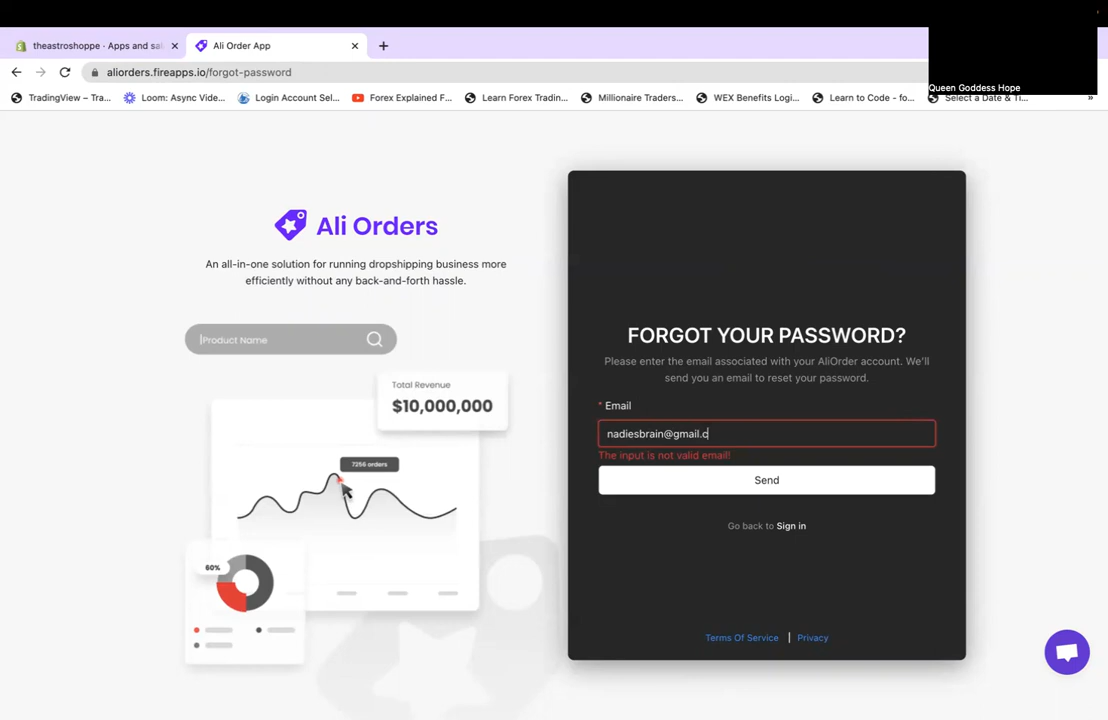 theastroshoppe · Apps and sal
Ali Order App
aliorders.fireapps.io/forgot-password
Queen Goddess Hope
TradingView – Tra...
Loom: Async Vide...
Login Account Sel...
Forex Explained F...
Learn Forex Tradin...
Millionaire Traders...
WEX Benefits Logi...
Learn to Code - fo...
Select a Date & Ti...
Ali Orders
An all-in-one solution for running dropshipping business more
efficiently without any back-and-forth hassle.
Product Name
Total Revenue
$10,000,000
7256 orders
60%
FORGOT YOUR PASSWORD?
Please enter the email associated with your AliOrder account. We'll
send you an email to reset your password.
* Email
nadiesbrain@gmail.c
The input is not valid email!
Send
Go back to Sign in
Terms Of Service | Privacy